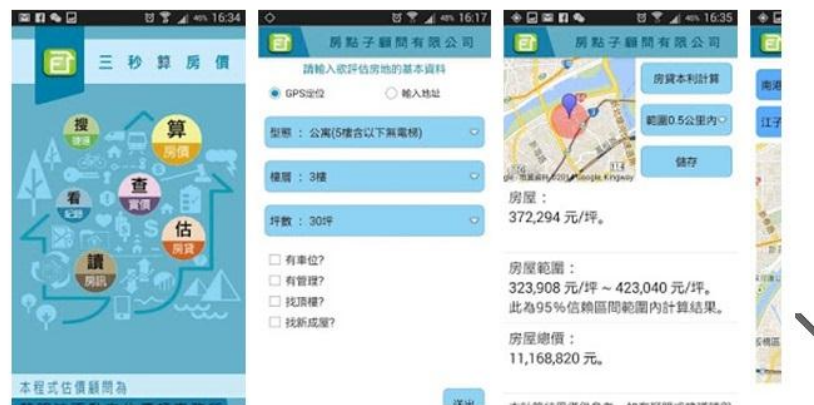 16:34
三秒算房價
搜
算
房價
查
實價
看
估
房貸
讀
房訊
本程式估價顧問為
16:17
房點子顧問有限公司
請輸入欲評估房地的基本資料
GPS定位
輸入地址
型態：公寓(5樓含以下無電梯)
樓層：3樓
坪數：30坪
有車位?
有管理?
找頂樓?
找新成屋?
16:35
房點子顧問有限公司
房貸本利計算
範圍0.5公里內
儲存
房屋：
372,294 元/坪。
房屋範圍：
323,908 元/坪 ~ 423,040 元/坪。
此為95%信賴區間範圍內計算結果。
房屋總價：
11,168,820 元。
南港
江子